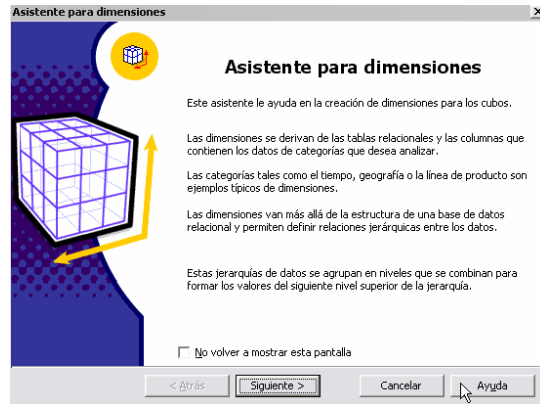 Asistente para dimensiones
Asistente para dimensiones
Este asistente le ayuda en la creación de dimensiones para los cubos.
Las dimensiones se derivan de las tablas relacionales y las columnas que
contienen los datos de categorías que desea analizar.
Las categorías tales como el tiempo, geografía o la línea de producto son
ejemplos típicos de dimensiones.
Las dimensiones van más allá de la estructura de una base de datos
relacional y permiten definir relaciones jerárquicas entre los datos.
Estas jerarquías de datos se agrupan en niveles que se combinan para
formar los valores del siguiente nivel superior de la jerarquía.
No volver a mostrar esta pantalla
< Atrás Siguiente > Cancelar Ayuda